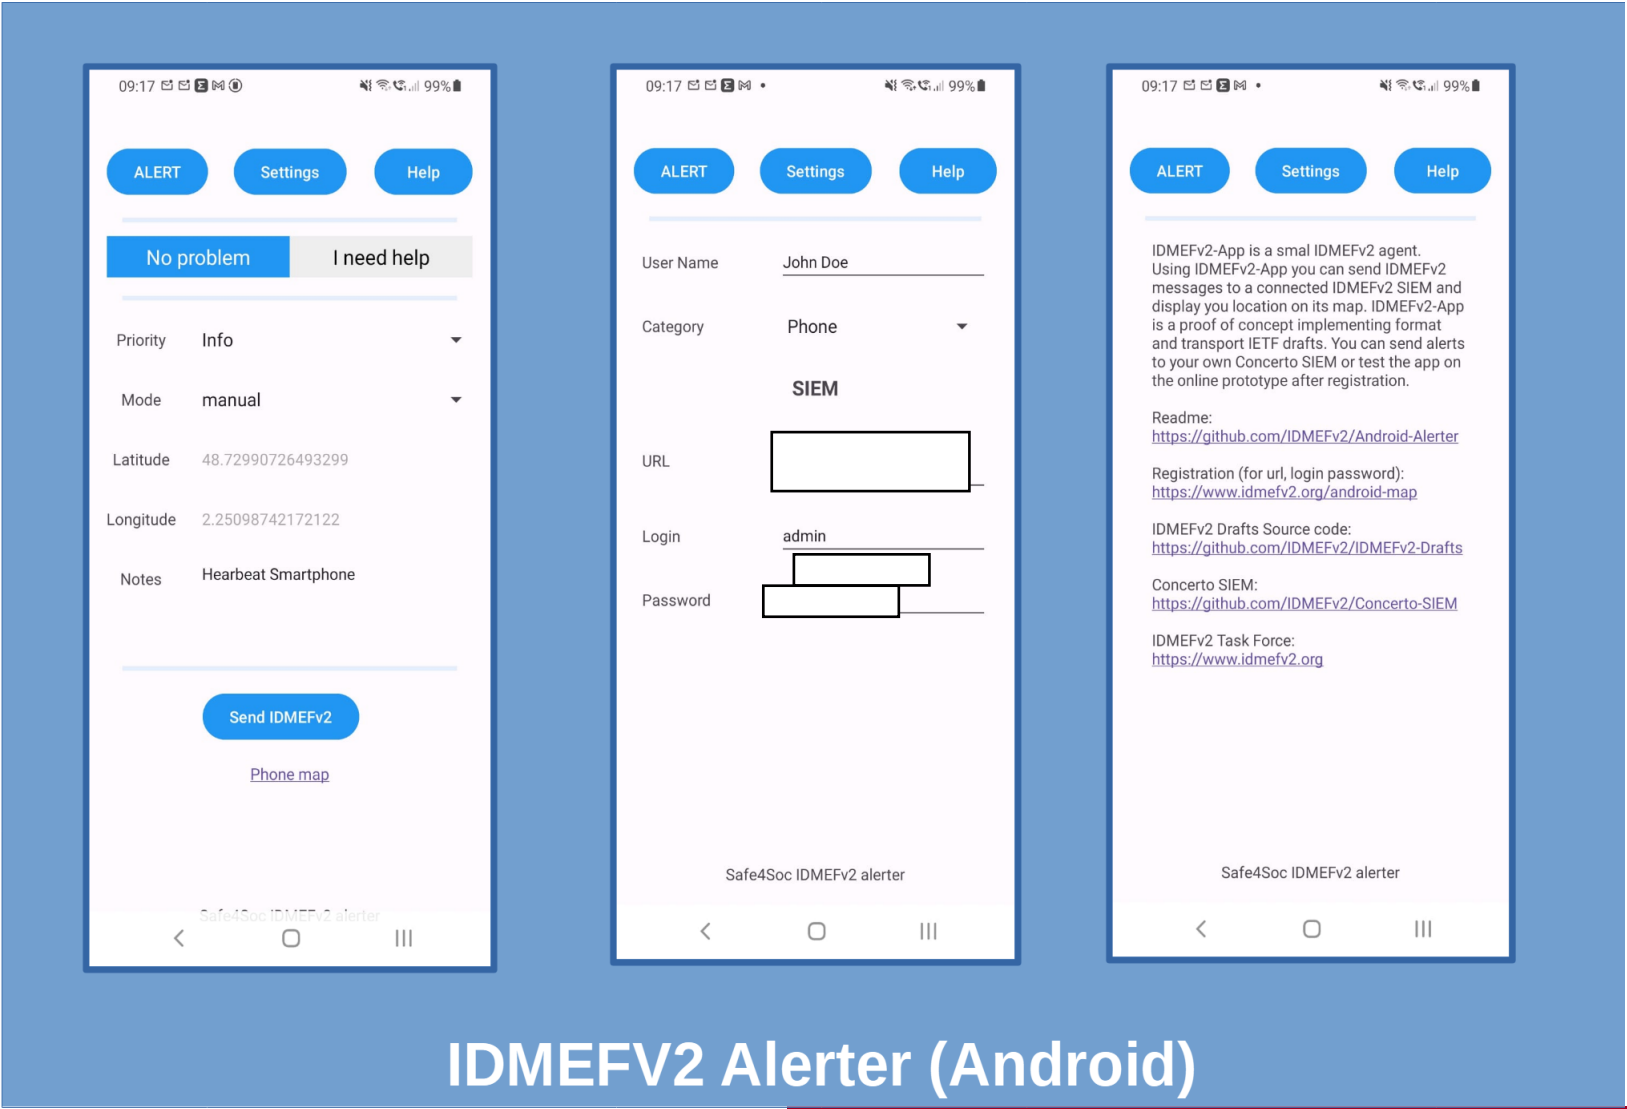 09:17 99%
ALERT Settings Help
No problem I need help
Priority Info
Mode manual
Latitude 48.72990726493299
Longitude 2.25098742172122
Notes Hearbeat Smartphone
Send IDMEFv2
Phone map
Safe4Soc IDMEFv2 alerter
09:17 99%
ALERT Settings Help
User Name John Doe
Category Phone
SIEM
URL
Login admin
Password
Safe4Soc IDMEFv2 alerter
09:17 99%
ALERT Settings Help
IDMEFv2-App is a smal IDMEFv2 agent.
Using IDMEFv2-App you can send IDMEFv2
messages to a connected IDMEFv2 SIEM and
display you location on its map. IDMEFv2-App
is a proof of concept implementing format
and transport IETF drafts. You can send alerts
to your own Concerto SIEM or test the app on
the online prototype after registration.
Readme:
https://github.com/IDMEFv2/Android-Alerter
Registration (for url, login password):
https://www.idmefv2.org/android-map
IDMEFv2 Drafts Source code:
https://github.com/IDMEFv2/IDMEFv2-Drafts
Concerto SIEM:
https://github.com/IDMEFv2/Concerto-SIEM
IDMEFv2 Task Force:
https://www.idmefv2.org
Safe4Soc IDMEFv2 alerter
IDMEFV2 Alerter (Android)